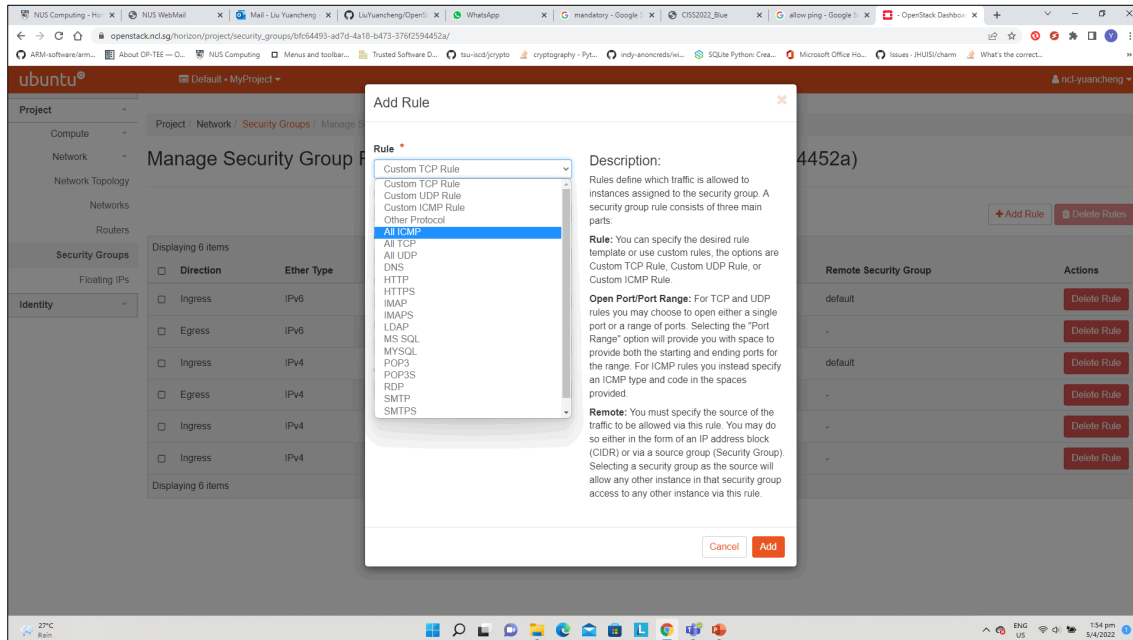 NUS Computing - Hor
NUS WebMail
Mail - Liu Yuancheng
LiuYuancheng/OpenS
WhatsApp
mandatory - Google S
CISS2022_Blue
allow ping - Google S
- OpenStack Dashboa
openstack.ncl.sg/horizon/project/security_groups/bfc64493-ad7d-4a18-b473-376f2594452a/
ARM-software/arm...
About OP-TEE — O...
NUS Computing
Menus and toolbar...
Trusted Software D...
tsu-iscd/jcrypto
cryptography - Pyt...
indy-anoncreds/wi...
SQLite Python: Crea...
Microsoft Office Ho...
Issues · JHUISI/charm
What's the correct...
ubuntu®
Default • MyProject
ncl-yuancheng
Project
Compute
Network
Network Topology
Networks
Routers
Security Groups
Floating IPs
Identity
Project / Network / Security Groups / Manage S
Manage Security Group R
4452a)
+Add Rule
Delete Rules
Displaying 6 items
Direction Ether Type Remote Security Group Actions
Ingress IPv6 default Delete Rule
Egress IPv6 - Delete Rule
Ingress IPv4 default Delete Rule
Egress IPv4 - Delete Rule
Ingress IPv4 - Delete Rule
Ingress IPv4 - Delete Rule
Displaying 6 items
Add Rule
Rule *
Custom TCP Rule
Custom TCP Rule
Custom UDP Rule
Custom ICMP Rule
Other Protocol
All ICMP
All TCP
All UDP
DNS
HTTP
HTTPS
IMAP
IMAPS
LDAP
MS SQL
MYSQL
POP3
POP3S
RDP
SMTP
SMTPS
Description:
Rules define which traffic is allowed to
instances assigned to the security group. A
security group rule consists of three main
parts:
Rule: You can specify the desired rule
template or use custom rules, the options are
Custom TCP Rule, Custom UDP Rule, or
Custom ICMP Rule.
Open Port/Port Range: For TCP and UDP
rules you may choose to open either a single
port or a range of ports. Selecting the "Port
Range" option will provide you with space to
provide both the starting and ending ports for
the range. For ICMP rules you instead specify
an ICMP type and code in the spaces
provided.
Remote: You must specify the source of the
traffic to be allowed via this rule. You may do
so either in the form of an IP address block
(CIDR) or via a source group (Security Group).
Selecting a security group as the source will
allow any other instance in that security group
access to any other instance via this rule.
Cancel
Add
27°C
Rain
ENG
US
1:54 pm
5/4/2022